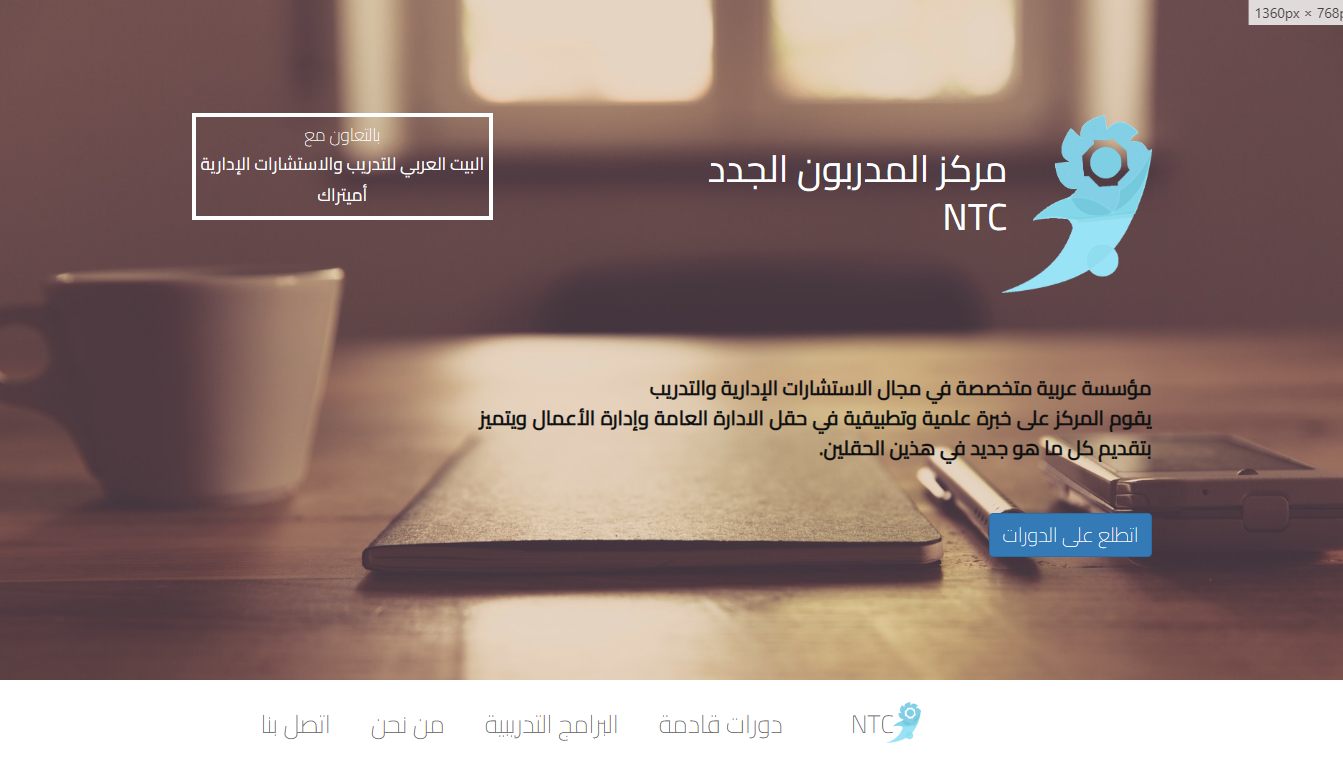 1360px × 768p
مركز المدربون الجدد
NTC
بالتعاون مع
البيت العربي للتدريب والاستشارات الإدارية
أميتراك
مؤسسة عربية متخصصة في مجال الاستشارات الإدارية والتدريب
يقوم المركز على خبرة علمية وتطبيقية في حقل الادارة العامة وإدارة الأعمال ويتميز
بتقديم كل ما هو جديد في هذين الحقلين.
اتطلع على الدورات
NTC دورات قادمة البرامج التدريبية من نحن اتصل بنا